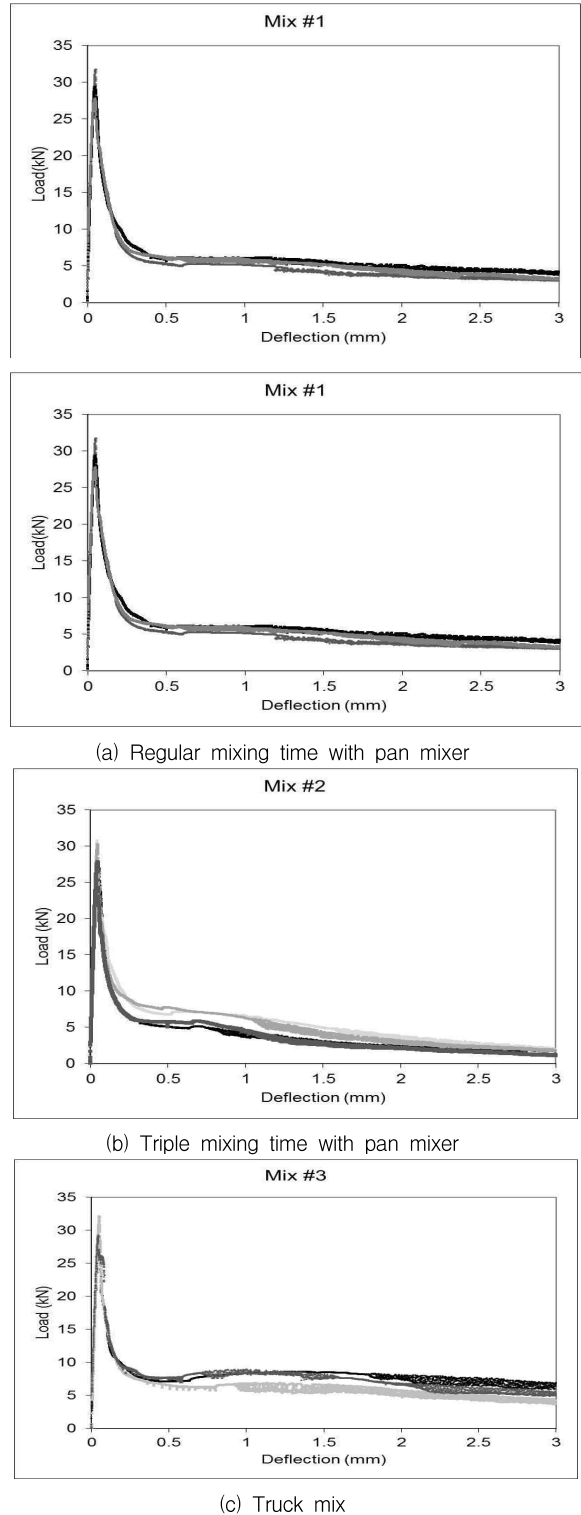 Mix #1
35
30
25
20
15
10
5
0
Load(kN)
0 0.5 1 1.5 2 2.5 3
Deflection (mm)
Mix #1
35
30
25
20
15
10
5
0
Load(kN)
0 0.5 1 1.5 2 2.5 3
Deflection (mm)
(a) Regular mixing time with pan mixer
Mix #2
35
30
25
20
15
10
5
0
Load (kN)
0 0.5 1 1.5 2 2.5 3
Deflection (mm)
(b) Triple mixing time with pan mixer
Mix #3
35
30
25
20
15
10
5
0
Load (kN)
0 0.5 1 1.5 2 2.5 3
Deflection (mm)
(c) Truck mix